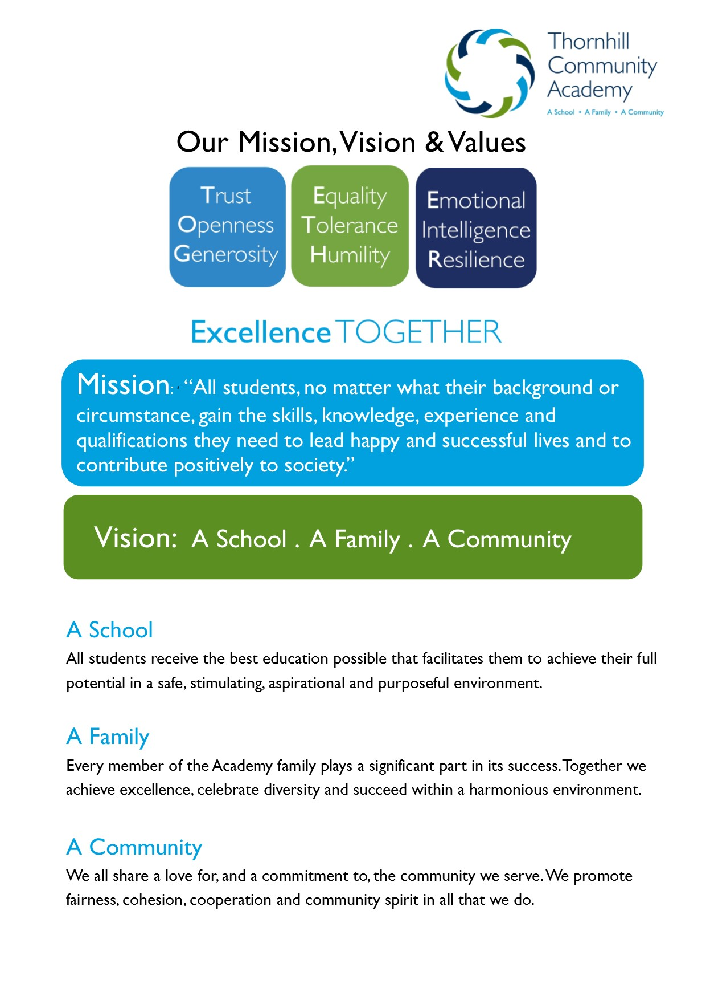 Thornhill
Community
Academy
A School • A Family • A Community
Our Mission, Vision & Values
Trust
Openness
Generosity
Equality
Tolerance
Humility
Emotional
Intelligence
Resilience
Excellence TOGETHER
Mission: ‘ “All students, no matter what their background or
circumstance, gain the skills, knowledge, experience and
qualifications they need to lead happy and successful lives and to
contribute positively to society.”
Vision: A School . A Family . A Community
A School
All students receive the best education possible that facilitates them to achieve their full
potential in a safe, stimulating, aspirational and purposeful environment.
A Family
Every member of the Academy family plays a significant part in its success. Together we
achieve excellence, celebrate diversity and succeed within a harmonious environment.
A Community
We all share a love for, and a commitment to, the community we serve. We promote
fairness, cohesion, cooperation and community spirit in all that we do.